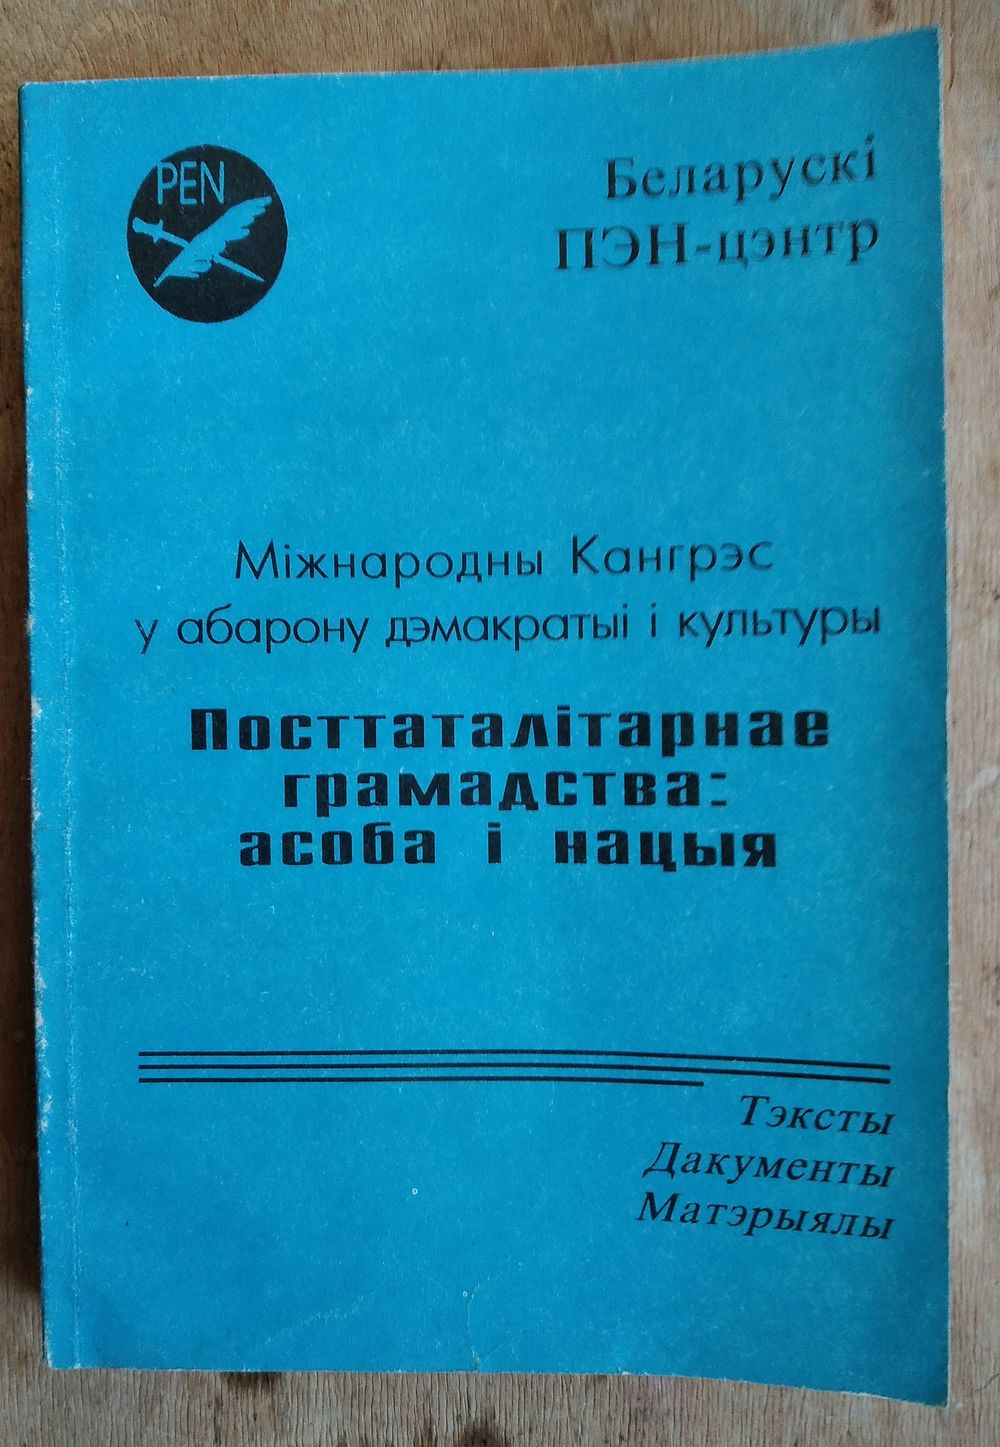 PEN
Беларускі
ПЭН-цэнтр
Міжнародны Кангрэс
у абарону дэмакратыі і культуры
Посттаталітарнае
грамадства:
асоба і нацыя
Тэксты
Дакументы
Матэрыялы